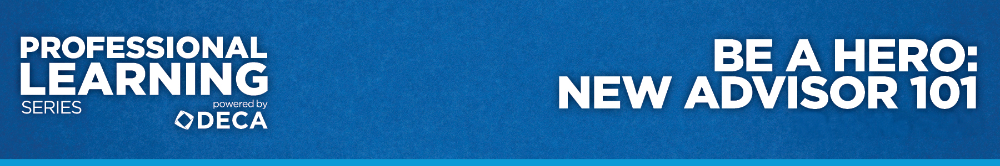 PROFESSIONAL
LEARNING
SERIES
powered by
DECA
BE A HERO:
NEW ADVISOR 101